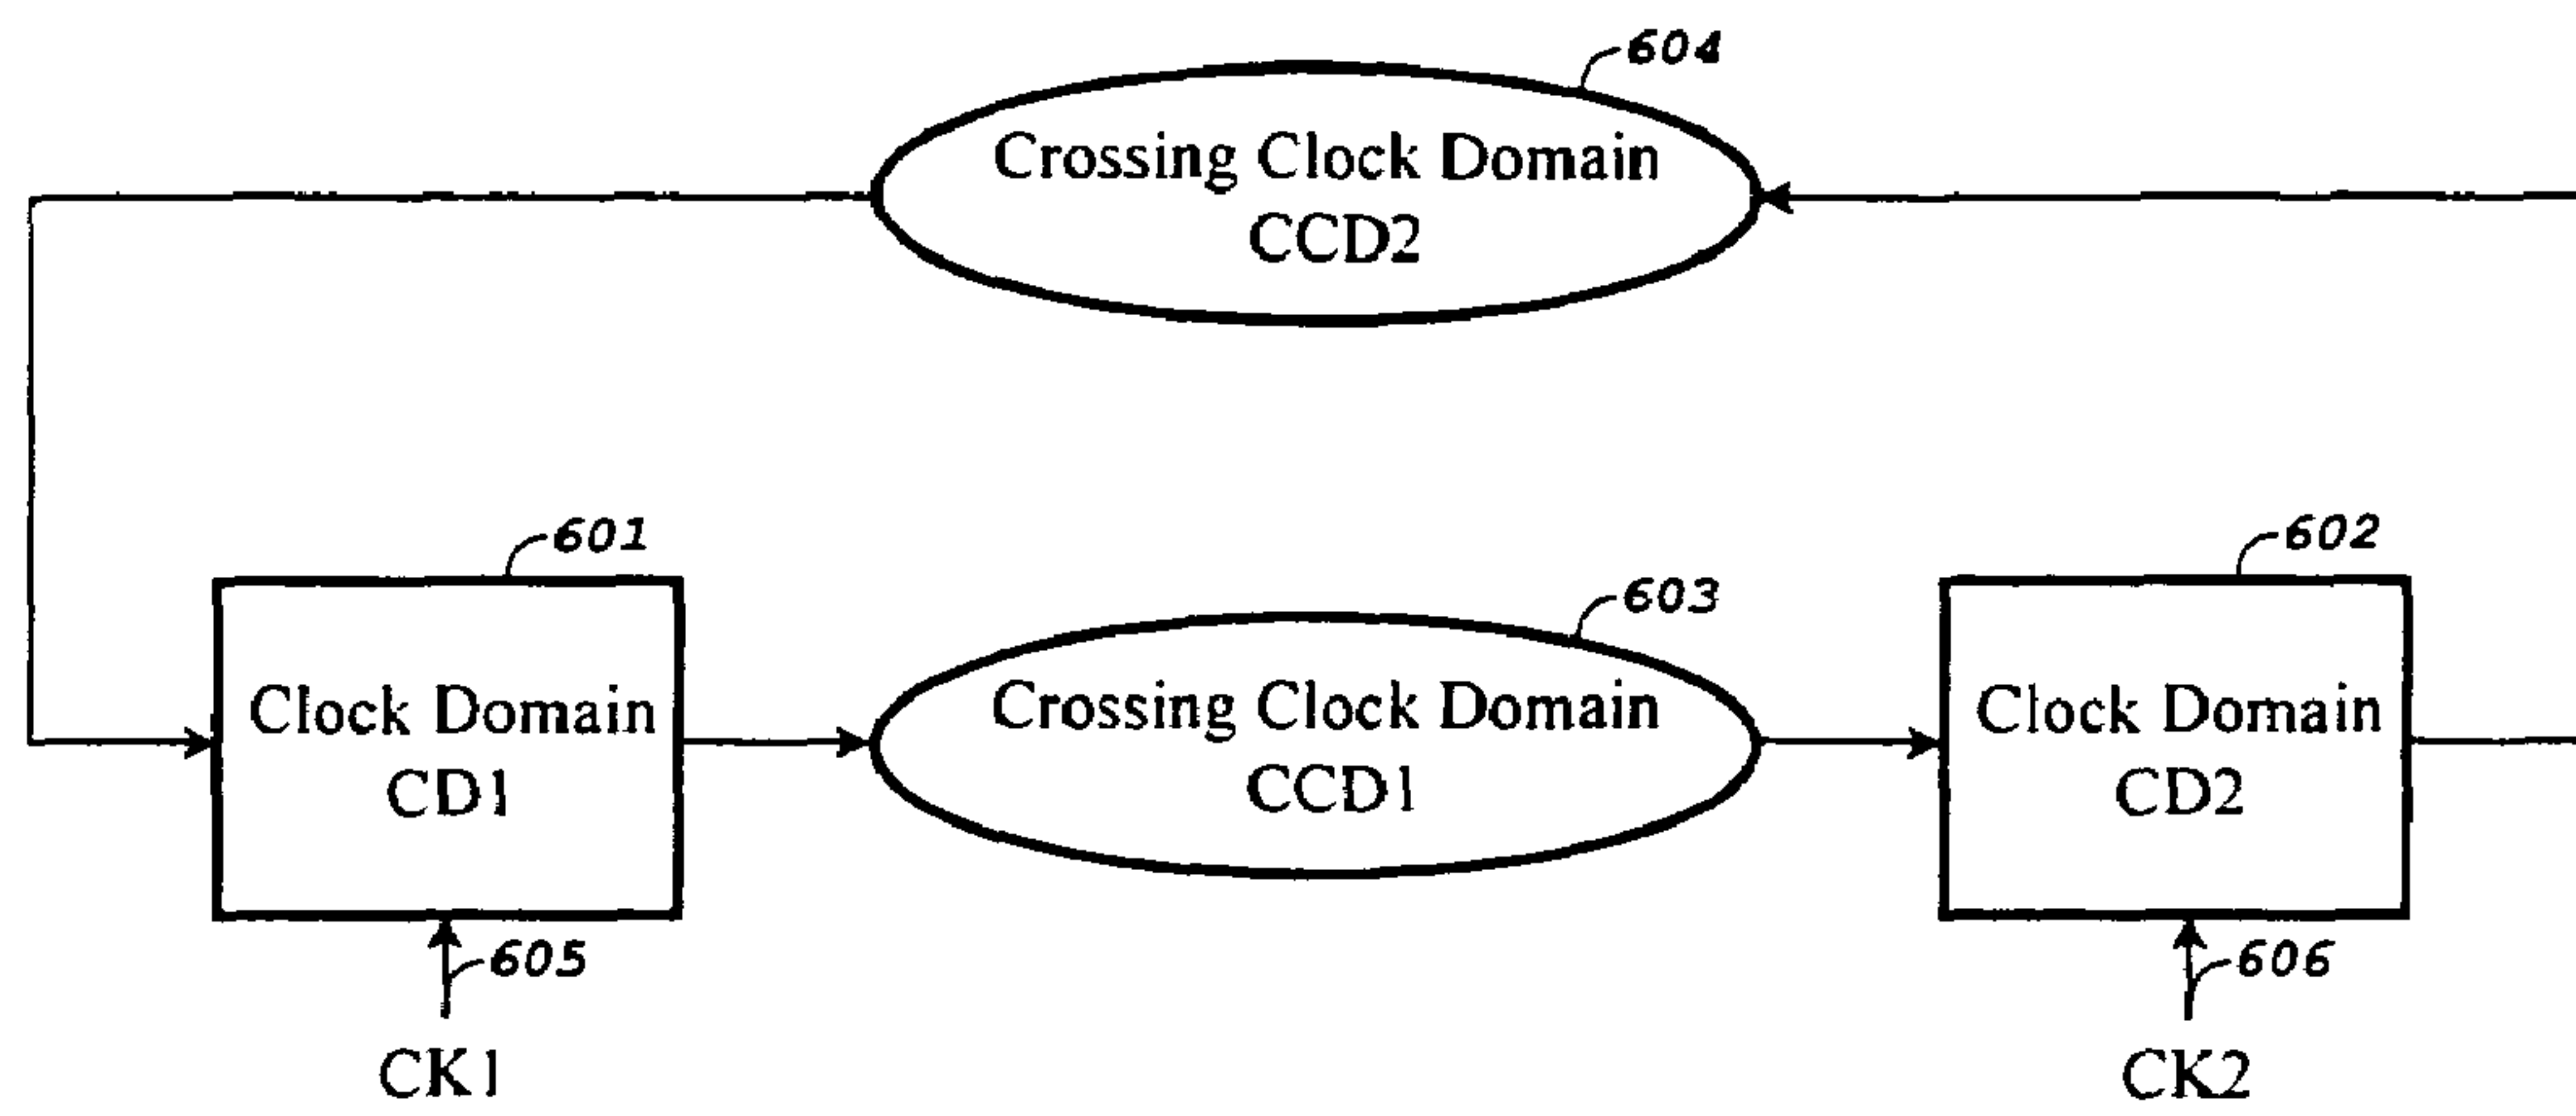 604
Crossing Clock Domain
CCD2
601
Clock Domain
CD1
603
Crossing Clock Domain
CCD1
602
Clock Domain
CD2
605
CK1
606
CK2